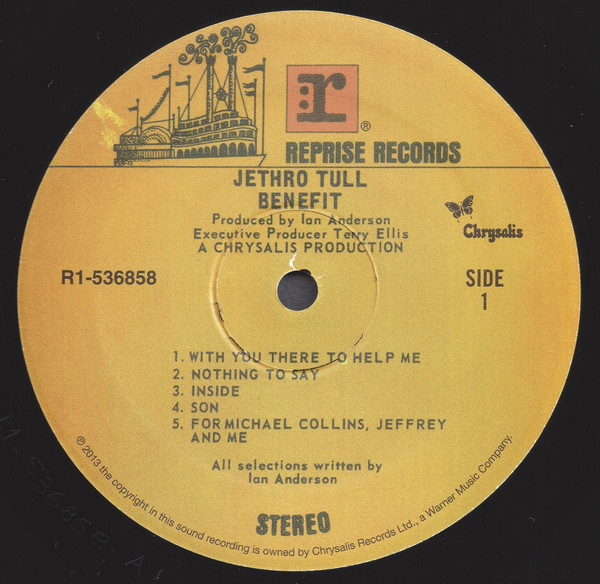 r
®
REPRISE RECORDS
JETHRO TULL
BENEFIT
Produced by Ian Anderson
Executive Producer Terry Ellis
A CHRYSALIS PRODUCTION
Chrysalis
R1-536858
SIDE
1
1. WITH YOU THERE TO HELP ME
2. NOTHING TO SAY
3. INSIDE
4. SON
5. FOR MICHAEL COLLINS, JEFFREY
AND ME
All selections written by
Ian Anderson
STEREO
℗ 2013 the copyright in this sound recording is owned by Chrysalis Records Ltd., a Warner Music Company.